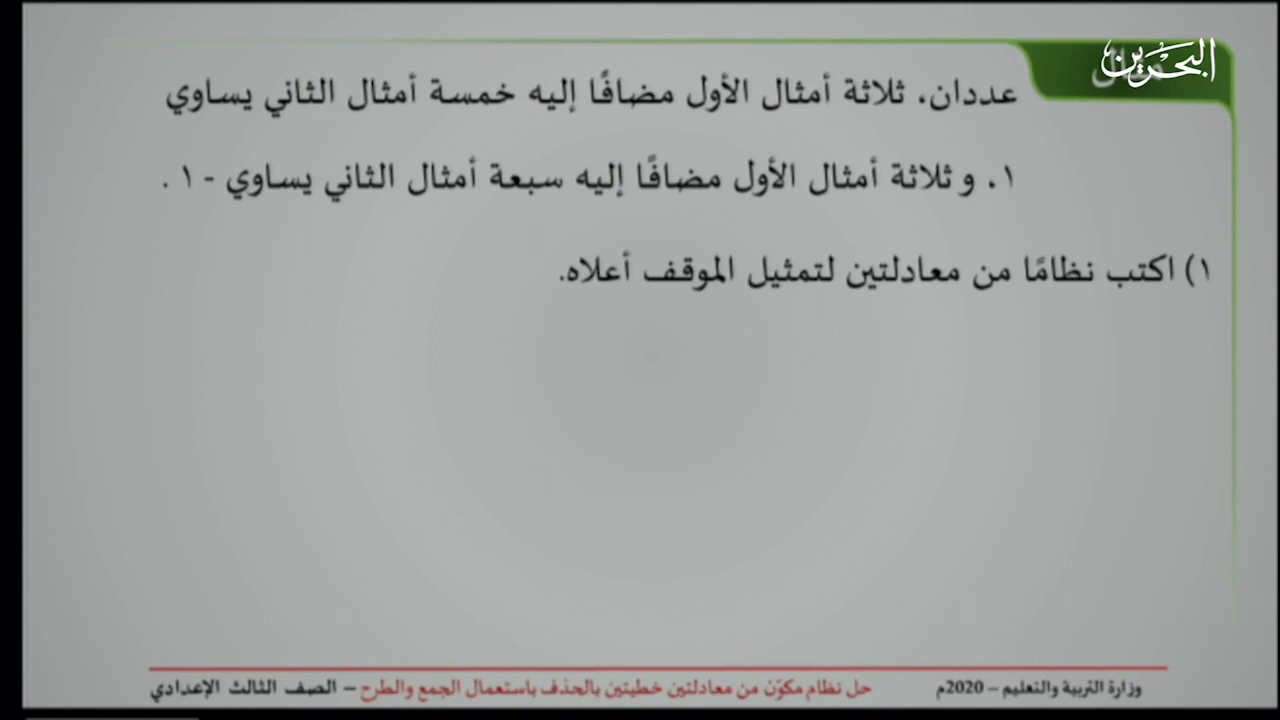 البحرين
عددان، ثلاثة أمثال الأول مضافًا إليه خمسة أمثال الثاني يساوي
١، و ثلاثة أمثال الأول مضافًا إليه سبعة أمثال الثاني يساوي - ١ .
١) اكتب نظامًا من معادلتين لتمثيل الموقف أعلاه.
وزارة التربية والتعليم – 2020م
حل نظام مكوّن من معادلتين خطيتين بالحذف باستعمال الجمع والطرح – الصف الثالث الإعدادي